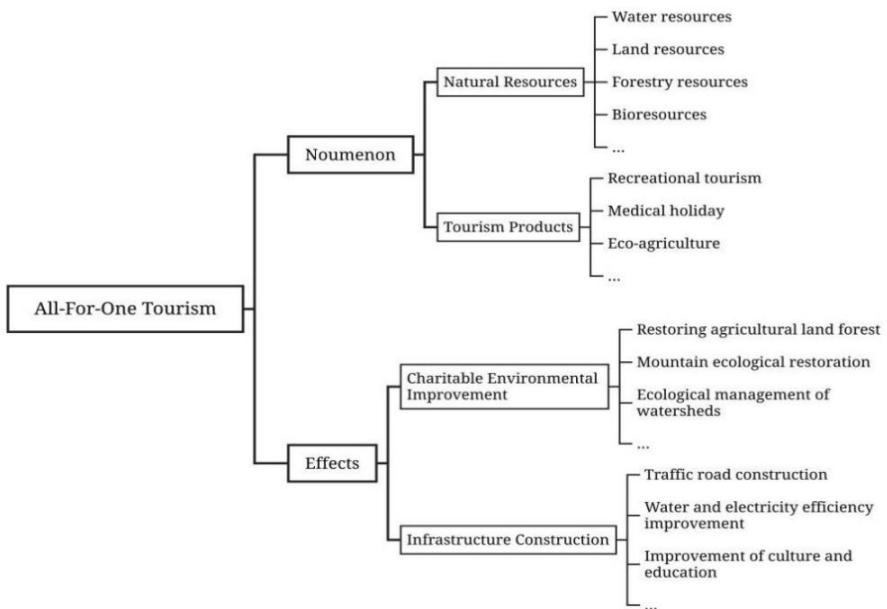 Water resources
Land resources
Natural Resources
Forestry resources
Bioresources
...
Noumenon
Recreational tourism
Medical holiday
Tourism Products
Eco-agriculture
...
All-For-One Tourism
Restoring agricultural land forest
Mountain ecological restoration
Charitable Environmental
Improvement
Ecological management of
watersheds
...
Effects
Traffic road construction
Water and electricity efficiency
improvement
Infrastructure Construction
Improvement of culture and
education
...